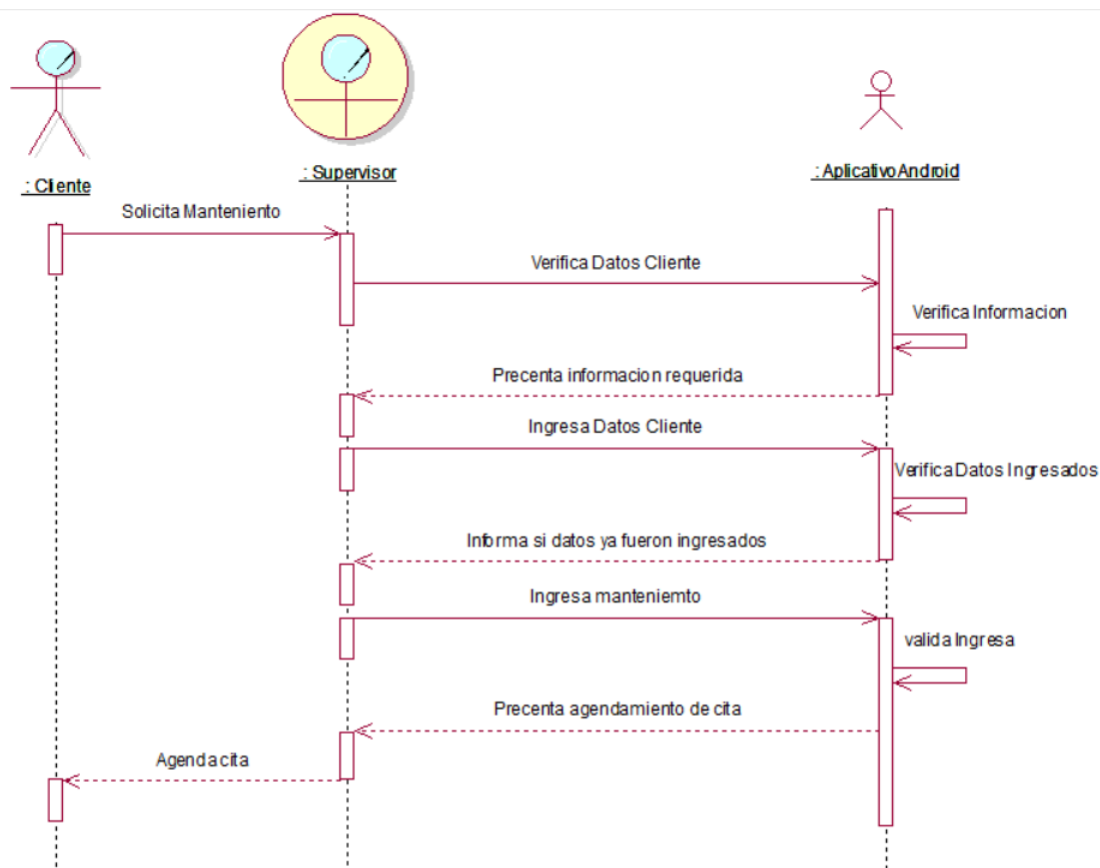 : Cliente
: Supervisor
: AplicativoAndroid
Solicita Manteniento
Verifica Datos Cliente
Verifica Informacion
Precenta informacion requerida
Ingresa Datos Cliente
Verifica Datos Ingresados
Informa si datos ya fueron ingresados
Ingresa manteniemto
valida Ingresa
Precenta agendamiento de cita
Agenda cita